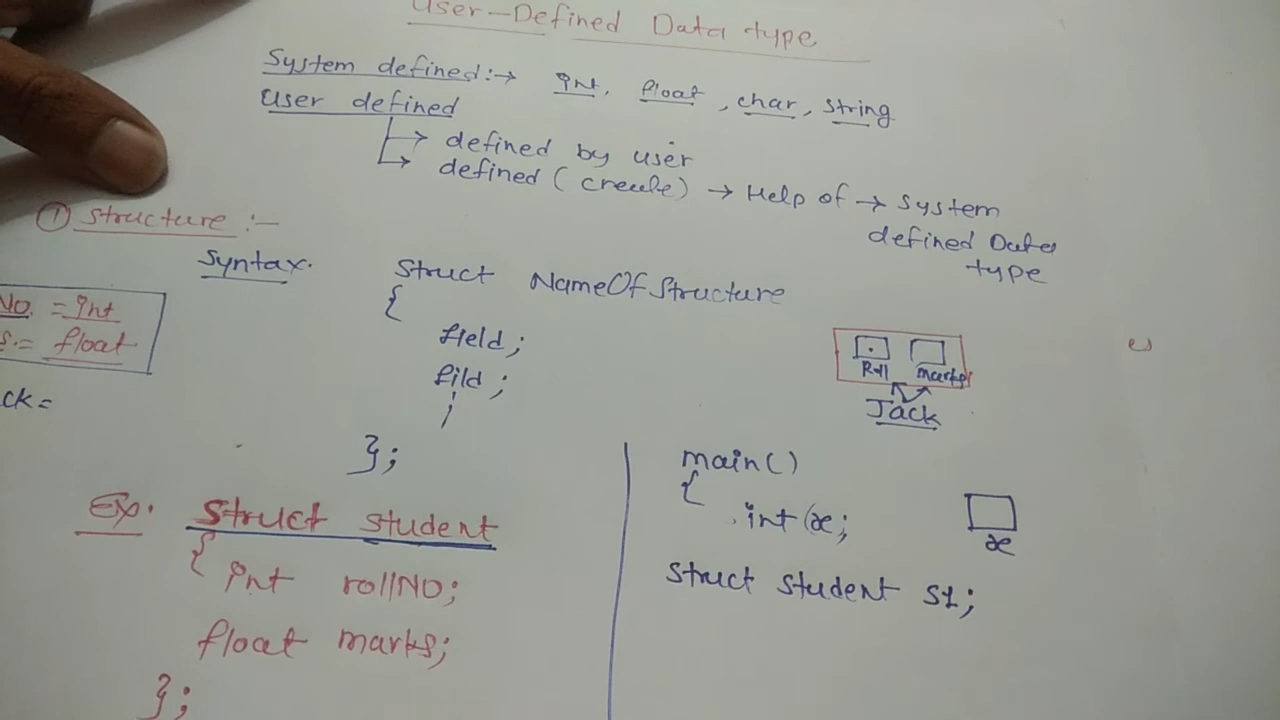 User-Defined Data type
System defined :→ int, float, char, string
User defined
→ defined by user
→ defined (create) → Help of → system
defined Data
type
① Structure :-
Syntax.
Struct NameOfStructure
{
field;
fild;
;
};
No. = int
s. = float
ck =
Roll marks
Jack
Ex. Struct student
{ int rollNo;
float marks;
};
main()
{
int x;
x
Struct student s1;